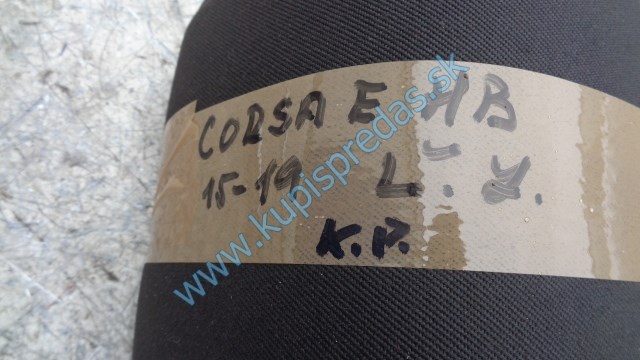 CORSA E HB
15-19 L. Z.
K.P.
www.kupispredas.sk